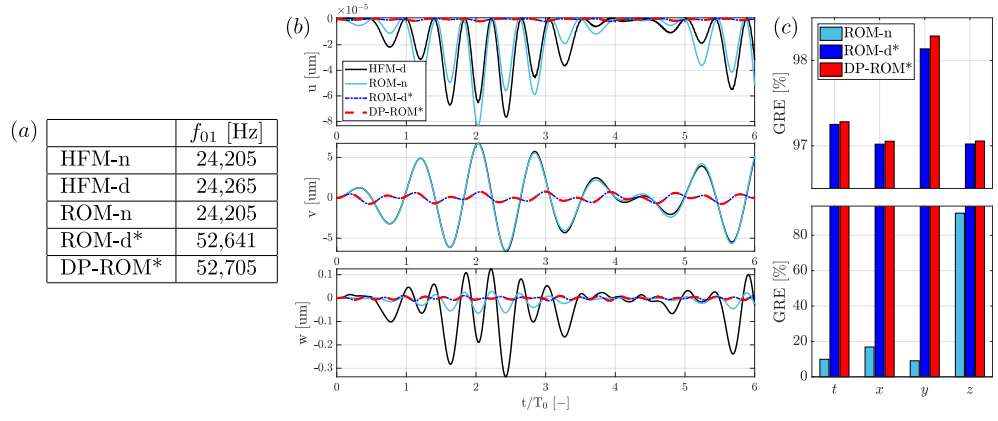 (a)
f01 [Hz]
HFM-n 24,205
HFM-d 24,265
ROM-n 24,205
ROM-d* 52,641
DP-ROM* 52,705
(b)
×10⁻⁵
0
-2
-4
-6
-8
u [um]
HFM-d
ROM-n
ROM-d*
DP-ROM*
0 1 2 3 4 5 6
5
0
-5
v [um]
0 1 2 3 4 5 6
0.1
0
-0.1
-0.2
-0.3
w [um]
0 1 2 3 4 5 6
t/T₀ [−]
(c)
ROM-n
ROM-d*
DP-ROM*
98
97
GRE [%]
80
60
40
20
0
GRE [%]
t x y z